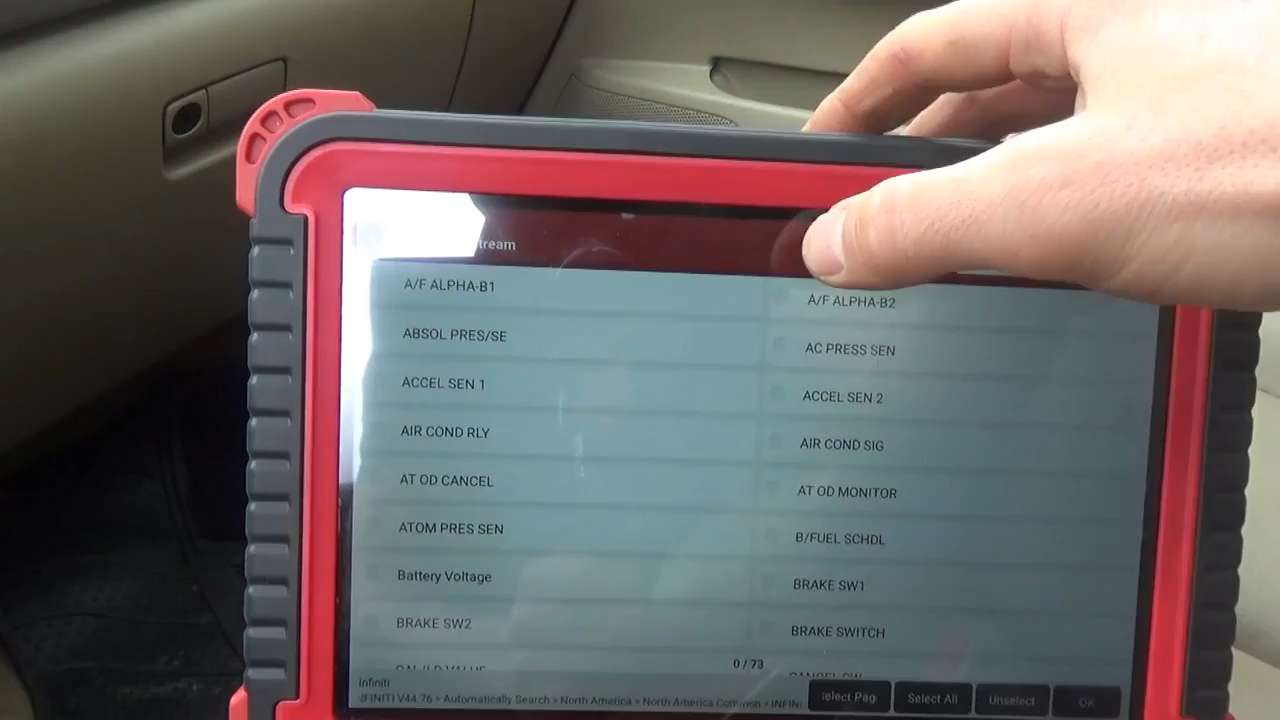 tream
A/F ALPHA-B1
A/F ALPHA-B2
ABSOL PRES/SE
AC PRESS SEN
ACCEL SEN 1
ACCEL SEN 2
AIR COND RLY
AIR COND SIG
AT OD CANCEL
AT OD MONITOR
ATOM PRES SEN
B/FUEL SCHDL
Battery Voltage
BRAKE SW1
BRAKE SW2
BRAKE SWITCH
CAL/LD VALUE
0 / 73
Infiniti
INFINITI V44.76 > Automatically Search > North America > North America Common > INFINI
elect Pag
Select All
Unselect
OK